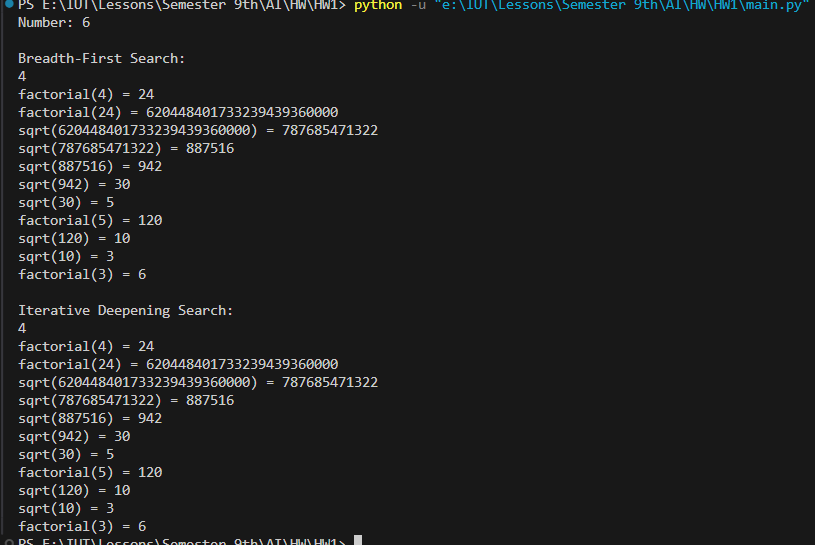 PS E:\IUT\Lessons\Semester 9th\AI\HW\HW1> python -u "e:\IUT\Lessons\Semester 9th\AI\HW\HW1\main.py"
Number: 6
Breadth-First Search:
4
factorial(4) = 24
factorial(24) = 620448401733239439360000
sqrt(620448401733239439360000) = 787685471322
sqrt(787685471322) = 887516
sqrt(887516) = 942
sqrt(942) = 30
sqrt(30) = 5
factorial(5) = 120
sqrt(120) = 10
sqrt(10) = 3
factorial(3) = 6
Iterative Deepening Search:
4
factorial(4) = 24
factorial(24) = 620448401733239439360000
sqrt(620448401733239439360000) = 787685471322
sqrt(787685471322) = 887516
sqrt(887516) = 942
sqrt(942) = 30
sqrt(30) = 5
factorial(5) = 120
sqrt(120) = 10
sqrt(10) = 3
factorial(3) = 6
PS E:\IUT\Lessons\Semester 9th\AI\HW\HW1>